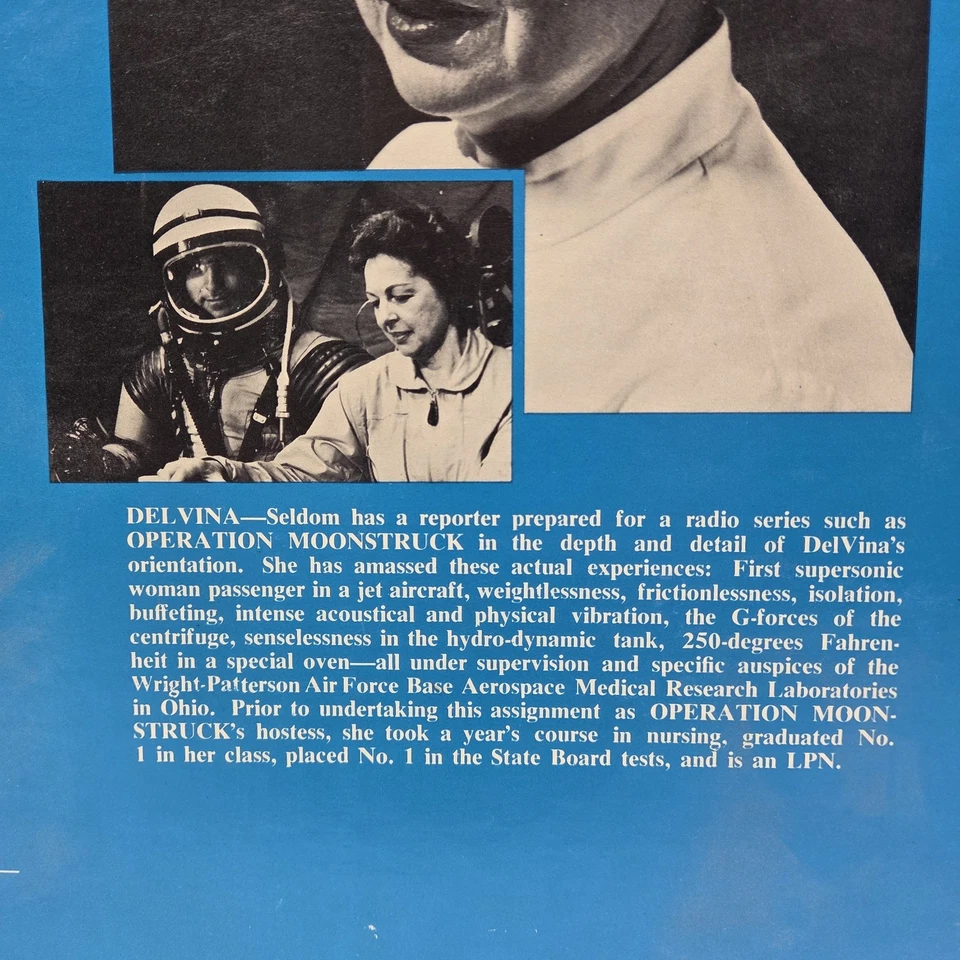 DELVINA—Seldom has a reporter prepared for a radio series such as
OPERATION MOONSTRUCK in the depth and detail of DelVina's
orientation. She has amassed these actual experiences: First supersonic
woman passenger in a jet aircraft, weightlessness, frictionlessness, isolation,
buffeting, intense acoustical and physical vibration, the G-forces of the
centrifuge, senselessness in the hydro-dynamic tank, 250-degrees Fahren-
heit in a special oven—all under supervision and specific auspices of the
Wright-Patterson Air Force Base Aerospace Medical Research Laboratories
in Ohio. Prior to undertaking this assignment as OPERATION MOON-
STRUCK's hostess, she took a year's course in nursing, graduated No.
1 in her class, placed No. 1 in the State Board tests, and is an LPN.